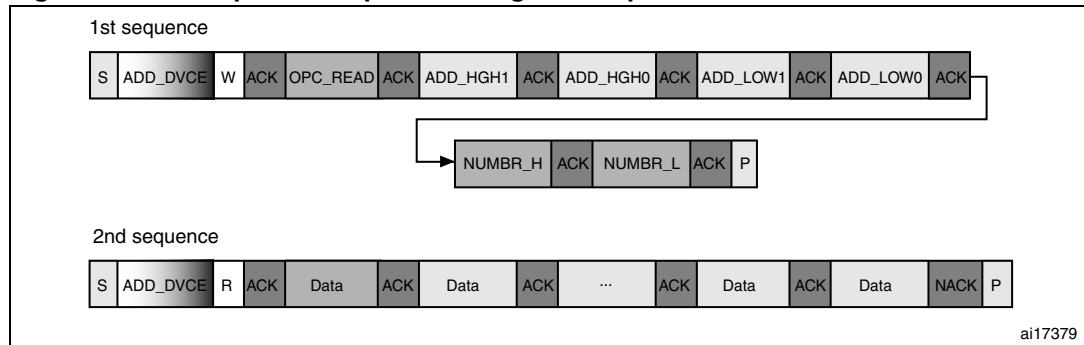 1st sequence
S ADD_DVCE W ACK OPC_READ ACK ADD_HGH1 ACK ADD_HGH0 ACK ADD_LOW1 ACK ADD_LOW0 ACK
NUMBR_H ACK NUMBR_L ACK P
2nd sequence
S ADD_DVCE R ACK Data ACK Data ACK ... ACK Data ACK Data NACK P
ai17379